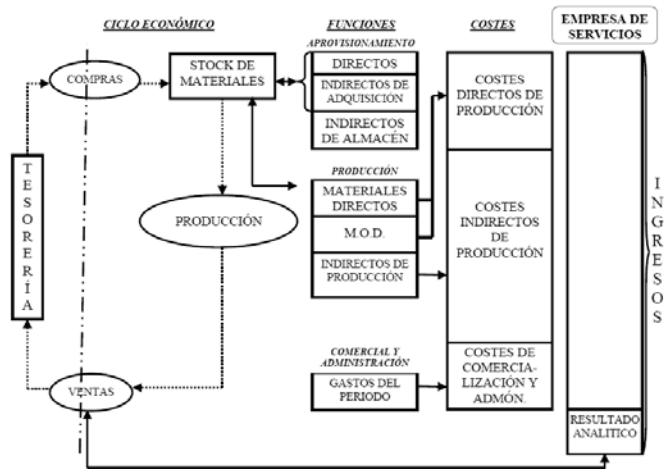 CICLO ECONÓMICO
FUNCIONES
COSTES
EMPRESA DE
SERVICIOS
APROVISIONAMIENTO
COMPRAS
STOCK DE
MATERIALES
DIRECTOS
INDIRECTOS DE
ADQUISICIÓN
INDIRECTOS
DE ALMACÉN
COSTES
DIRECTOS DE
PRODUCCIÓN
TESORERÍA
PRODUCCIÓN
PRODUCCIÓN
MATERIALES
DIRECTOS
M.O.D.
INDIRECTOS DE
PRODUCCIÓN
COSTES
INDIRECTOS
DE
PRODUCCIÓN
INGRESOS
COMERCIAL Y
ADMINISTRACIÓN
VENTAS
GASTOS DEL
PERIODO
COSTES DE
COMERCIA-
LIZACIÓN Y
ADMÓN.
RESULTADO
ANALITICO